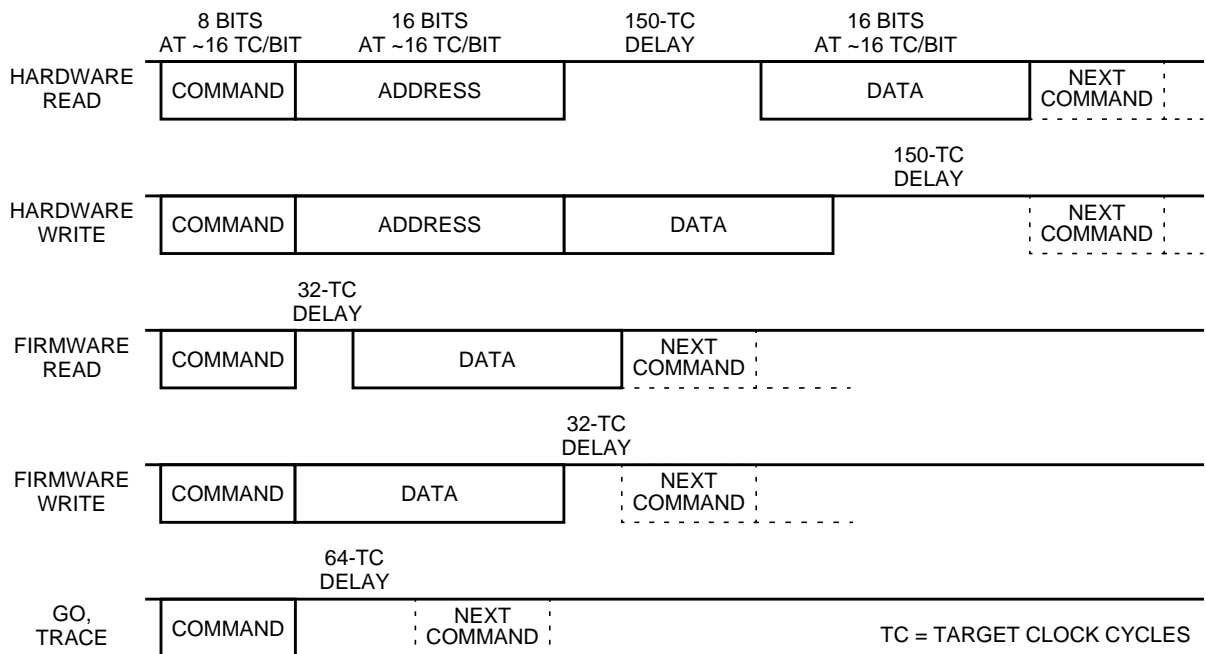 8 BITS
AT ~16 TC/BIT
16 BITS
AT ~16 TC/BIT
150-TC
DELAY
16 BITS
AT ~16 TC/BIT
HARDWARE
READ
COMMAND
ADDRESS
DATA
NEXT
COMMAND
150-TC
DELAY
HARDWARE
WRITE
COMMAND
ADDRESS
DATA
NEXT
COMMAND
32-TC
DELAY
FIRMWARE
READ
COMMAND
DATA
NEXT
COMMAND
32-TC
DELAY
FIRMWARE
WRITE
COMMAND
DATA
NEXT
COMMAND
64-TC
DELAY
GO,
TRACE
COMMAND
NEXT
COMMAND
TC = TARGET CLOCK CYCLES